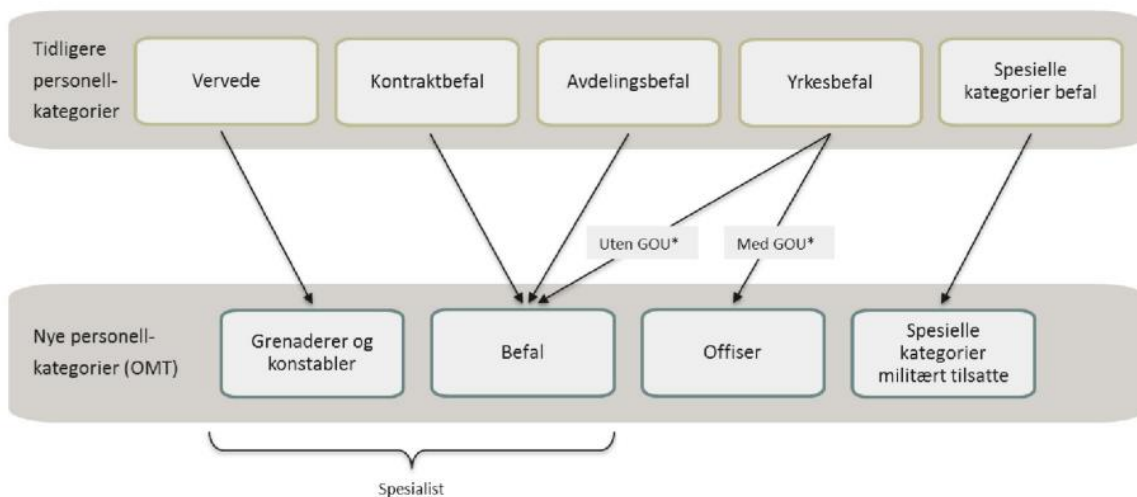 Tidligere
personell-
kategorier
Vervede
Kontraktbefal
Avdelingsbefal
Yrkesbefal
Spesielle
kategorier befal
Uten GOU*
Med GOU*
Nye personell-
kategorier (OMT)
Grenaderer og
konstabler
Befal
Offiser
Spesielle
kategorier
militært tilsatte
Spesialist